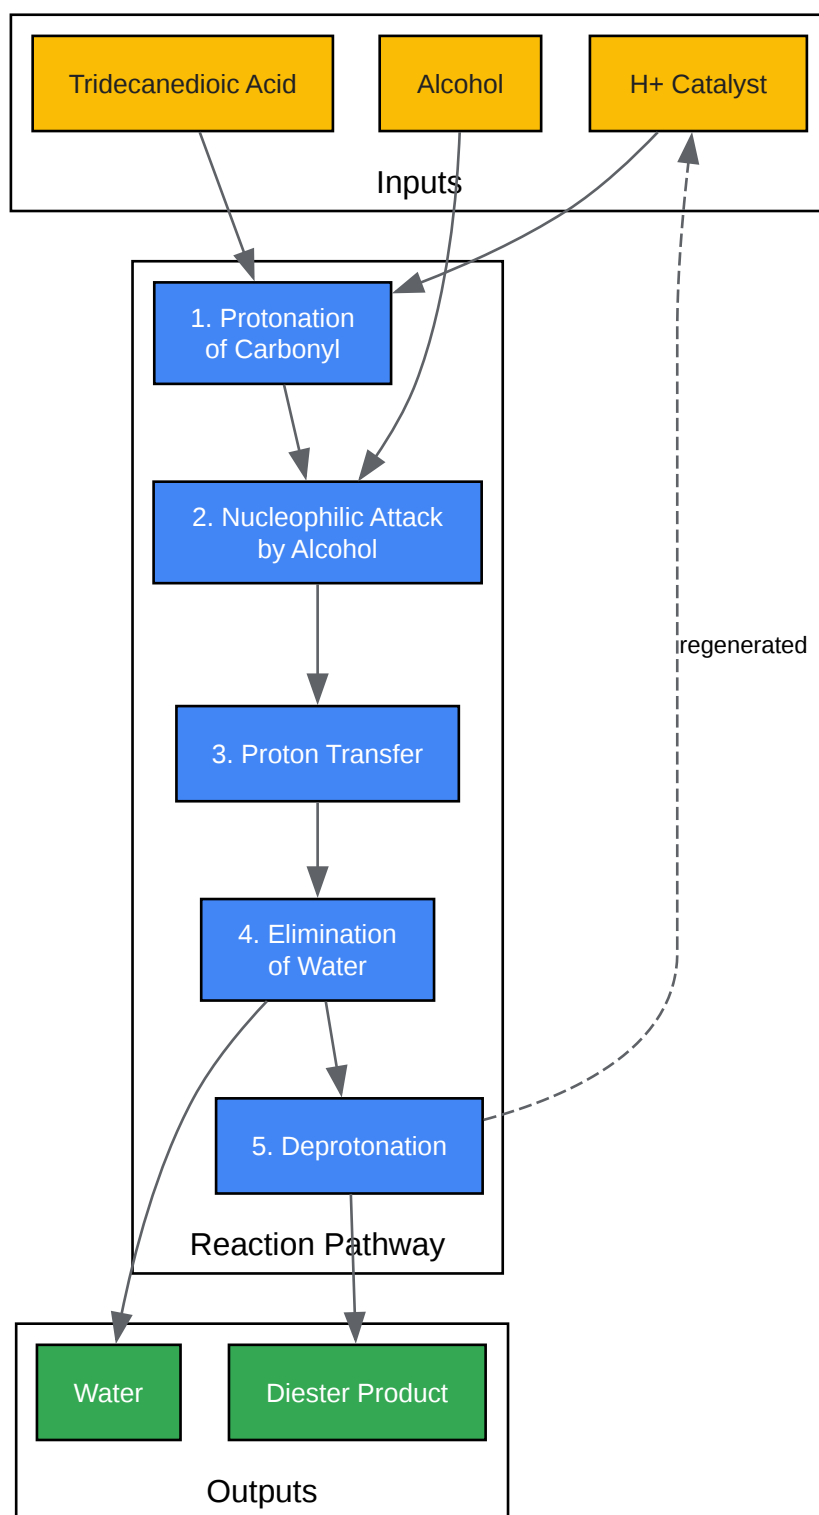 Tridecanedioic Acid
Alcohol
H+ Catalyst
Inputs
1. Protonation
of Carbonyl
2. Nucleophilic Attack
by Alcohol
regenerated
3. Proton Transfer
4. Elimination
of Water
5. Deprotonation
Reaction Pathway
Water
Diester Product
Outputs